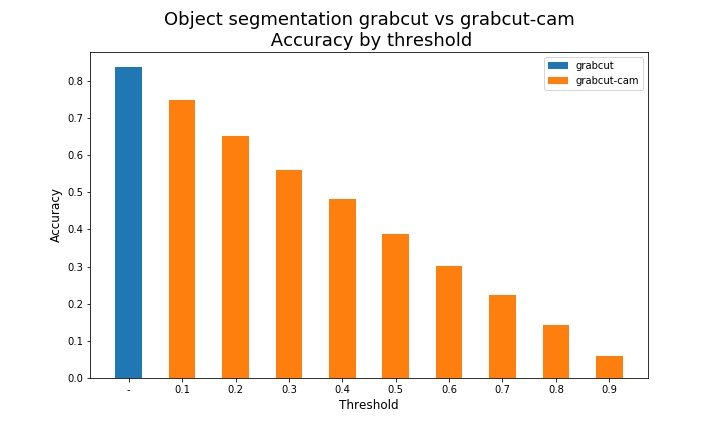 Object segmentation grabcut vs grabcut-cam
Accuracy by threshold
grabcut
grabcut-cam
Accuracy
0.8
0.7
0.6
0.5
0.4
0.3
0.2
0.1
0.0
- 0.1 0.2 0.3 0.4 0.5 0.6 0.7 0.8 0.9
Threshold